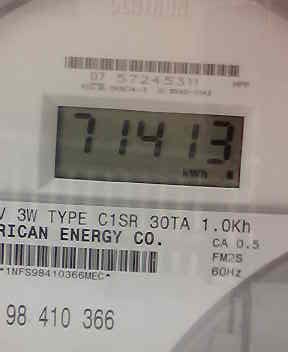 07 57245311
71413
kWh
V 3W TYPE C1SR 30TA 1.0Kh
RICAN ENERGY CO.
CA 0.5
FM2S
60Hz
*1NFS98410366MEC*
98 410 366